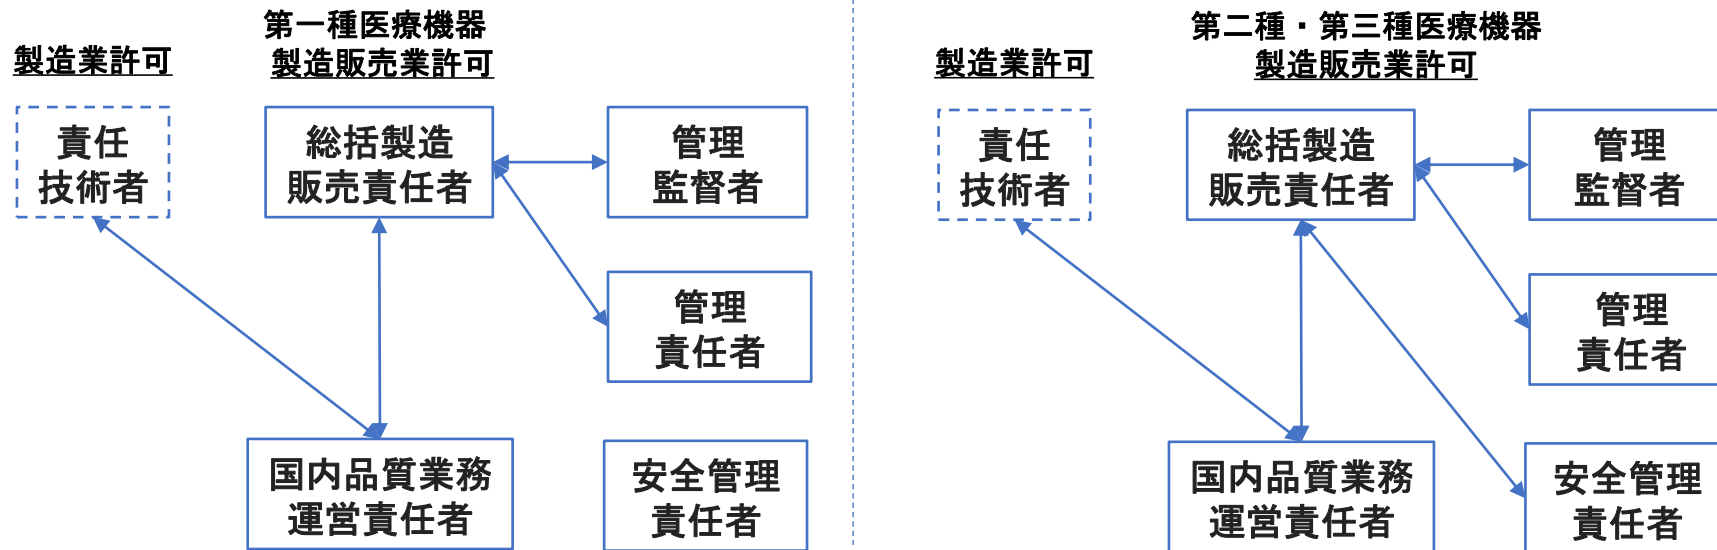 第一種医療機器
製造業許可
製造販売業許可
責任
技術者
総括製造
販売責任者
管理
監督者
管理
責任者
国内品質業務
運営責任者
安全管理
責任者
第二種・第三種医療機器
製造業許可
製造販売業許可
責任
技術者
総括製造
販売責任者
管理
監督者
管理
責任者
国内品質業務
運営責任者
安全管理
責任者